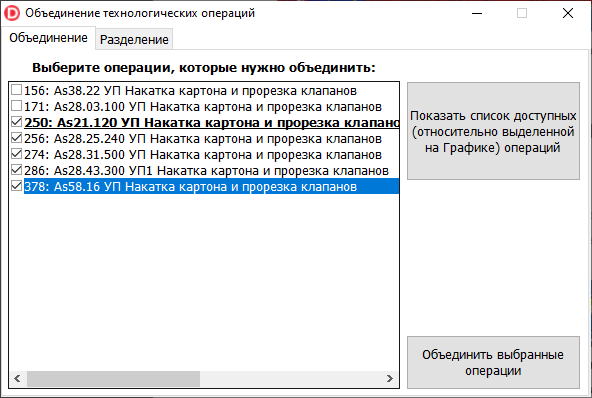 D Объединение технологических операций
Объединение Разделение
Выберите операции, которые нужно объединить:
156: As38.22 УП Накатка картона и прорезка клапанов
171: As28.03.100 УП Накатка картона и прорезка клапанов
250: As21.120 УП Накатка картона и прорезка клапано
256: As28.25.240 УП Накатка картона и прорезка клапанов
274: As28.31.500 УП Накатка картона и прорезка клапанов
286: As28.43.300 УП1 Накатка картона и прорезка клапанов
378: As58.16 УП Накатка картона и прорезка клапанов
Показать список доступных
(относительно выделенной
на Графике) операций
Объединить выбранные
операции